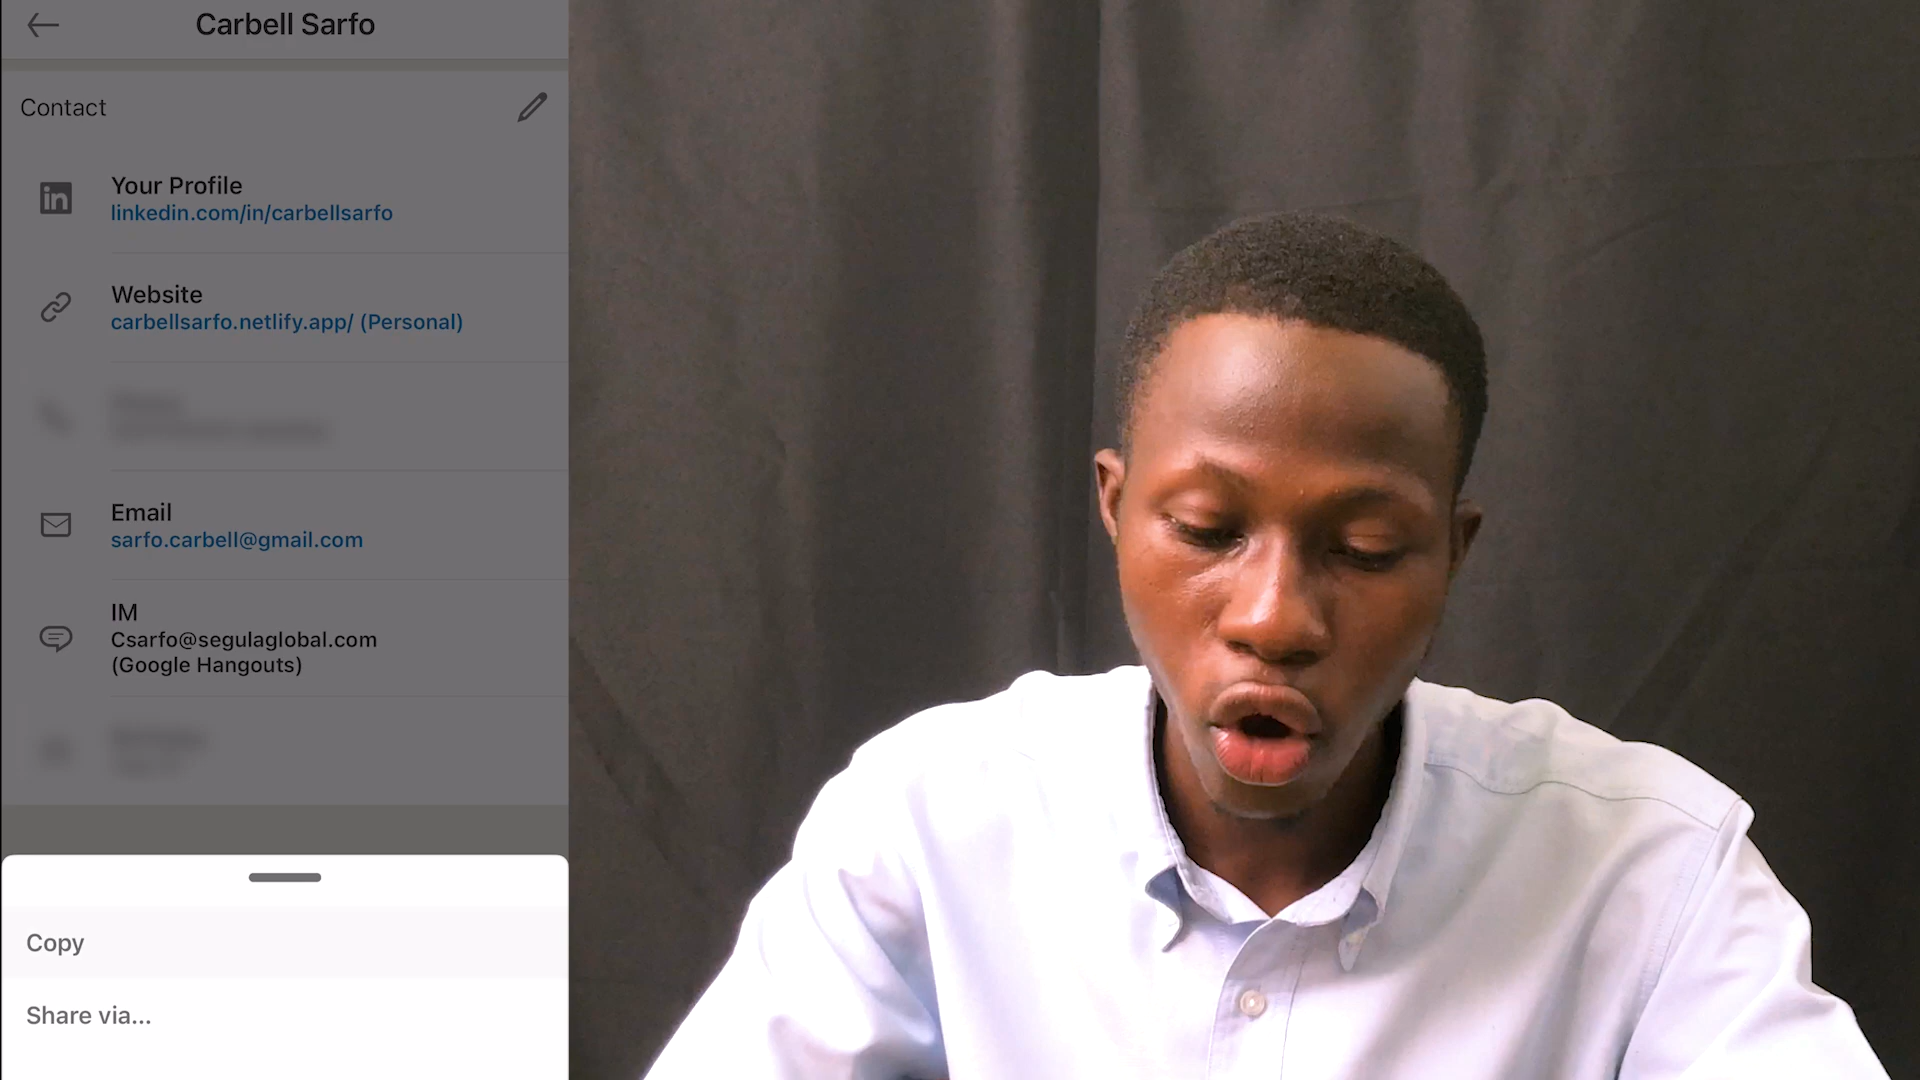 Carbell Sarfo
Contact
in
Your Profile
linkedin.com/in/carbellsarfo
Website
carbellsarfo.netlify.app/ (Personal)
Email
sarfo.carbell@gmail.com
IM
Csarfo@segulaglobal.com
(Google Hangouts)
Copy
Share via...